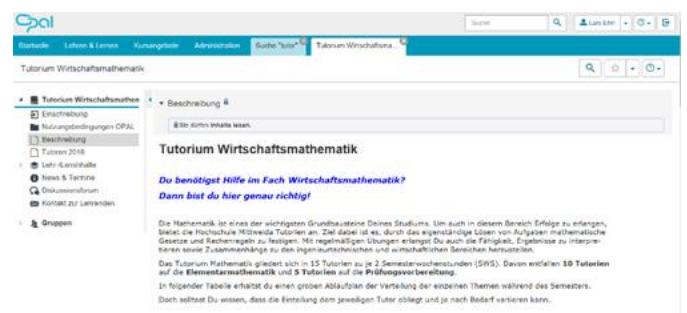 Opal
Suche
Lars Ehrl
Startseite Lehren & Lernen Kursangebote Administration Suche "tutor" Tutorium Wirtschaftsma...
Tutorium Wirtschaftsmathematik
Tutorium Wirtschaftsmathem
Einschreibung
Nutzungsbedingungen OPAL
Beschreibung
Tutoren 2016
Lehr-/Lerninhalte
News & Termine
Diskussionsforum
Kontakt zur Lehrenden
Gruppen
Beschreibung
Sie dürfen Inhalte lesen.
Tutorium Wirtschaftsmathematik
Du benötigst Hilfe im Fach Wirtschaftsmathematik?
Dann bist du hier genau richtig!
Die Mathematik ist eines der wichtigsten Grundbausteine Deines Studiums. Um auch in diesem Bereich Erfolge zu erlangen,
bietet die Hochschule Mittweida Tutorien an. Ziel dabei ist es, durch das eigenständige Lösen von Aufgaben mathematische
Gesetze und Rechenregeln zu festigen. Mit regelmäßigen Übungen erlangst Du auch die Fähigkeit, Ergebnisse zu interpre-
tieren sowie Zusammenhänge zu den ingenieurtechnischen und wirtschaftlichen Bereichen herzustellen.
Das Tutorium Mathematik gliedert sich in 15 Tutorien zu je 2 Semesterwochenstunden (SWS). Davon entfallen 10 Tutorien
auf die Elementarmathematik und 5 Tutorien auf die Prüfungsvorbereitung.
In folgender Tabelle erhältst du einen groben Ablaufplan der Verteilung der einzelnen Themen während des Semesters.
Doch solltest Du wissen, dass die Einteilung dem jeweiligen Tutor obliegt und je nach Bedarf variieren kann.